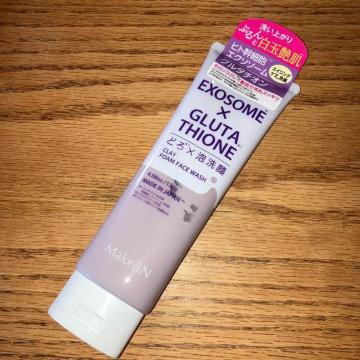 洗い上がり
ぷるんと白玉艶肌
ヒト幹細胞
エクソソーム
グルタチオン
EXOSOME
×
GLUTA
THIONE
どろ×泡洗顔
CLAY
FOAM FACE WASH
MADE IN JAPAN
MakeIN